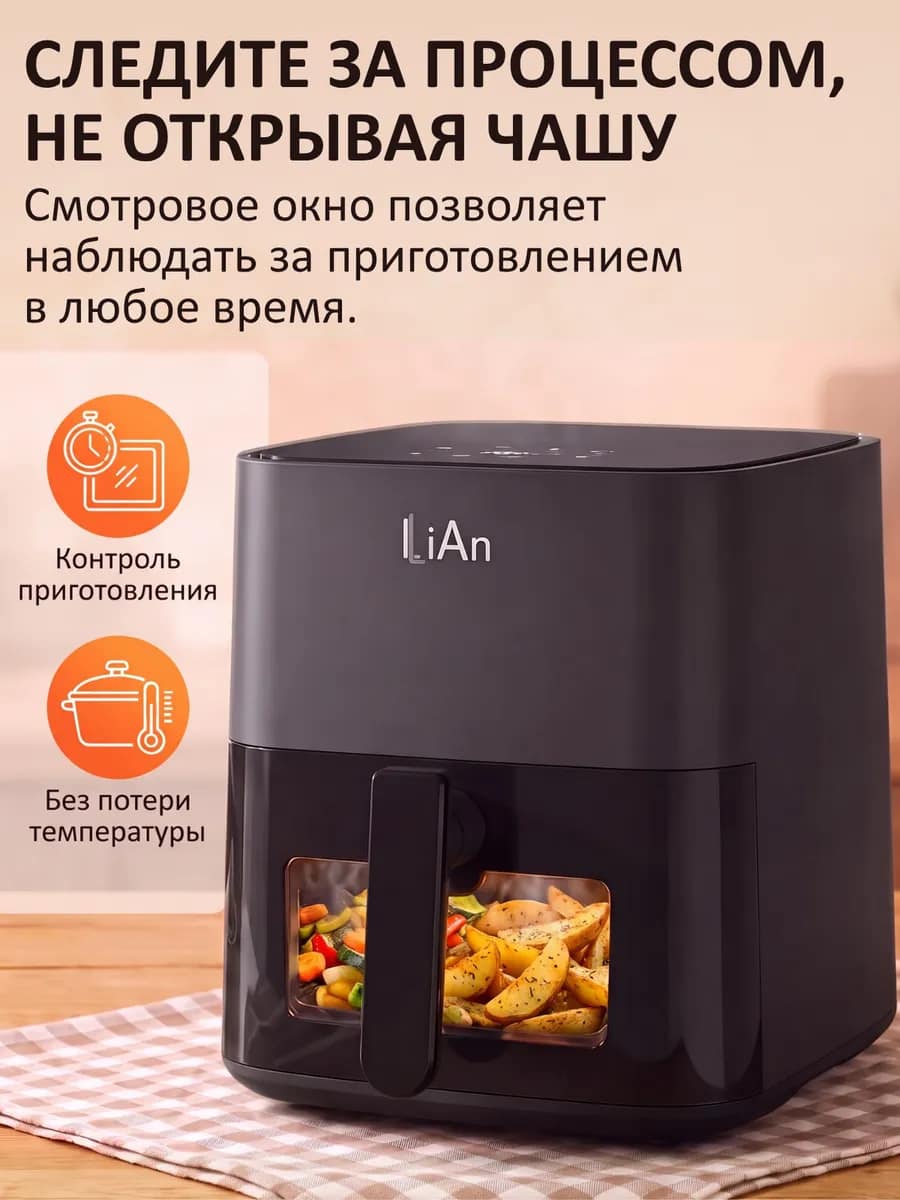 СЛЕДИТЕ ЗА ПРОЦЕССОМ,
НЕ ОТКРЫВАЯ ЧАШУ
Смотровое окно позволяет
наблюдать за приготовлением
в любое время.
Контроль
приготовления
Без потери
температуры
LiAn